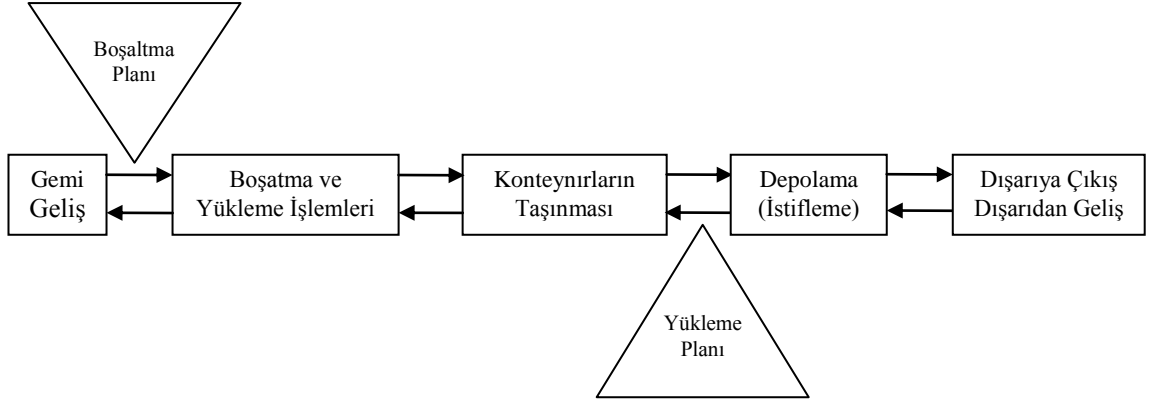 Boşaltma
Planı
Gemi
Geliş
Boşatma ve
Yükleme İşlemleri
Konteynırların
Taşınması
Depolama
(İstifleme)
Dışarıya Çıkış
Dışarıdan Geliş
Yükleme
Planı